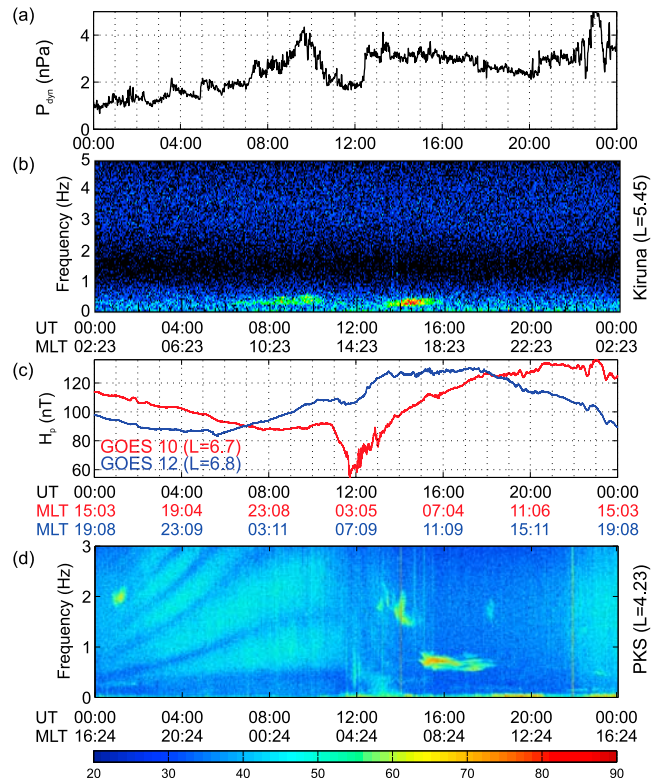 (a)
P_dyn (nPa)
6
4
2
0
00:00 04:00 08:00 12:00 16:00 20:00 00:00
(b)
Frequency (Hz)
5
4
3
2
1
0
Kiruna (L=5.45)
UT 00:00 04:00 08:00 12:00 16:00 20:00 00:00
MLT 02:23 06:23 10:23 14:23 18:23 22:23 02:23
(c)
H_p (nT)
120
100
80
60
GOES 10 (L=6.7)
GOES 12 (L=6.8)
UT 00:00 04:00 08:00 12:00 16:00 20:00 00:00
MLT 15:03 19:04 23:08 03:05 07:04 11:06 15:03
MLT 19:08 23:09 03:11 07:09 11:09 15:11 19:08
(d)
Frequency (Hz)
3
2
1
0
PKS (L=4.23)
UT 00:00 04:00 08:00 12:00 16:00 20:00 00:00
MLT 16:24 20:24 00:24 04:24 08:24 12:24 16:24
20 30 40 50 60 70 80 90